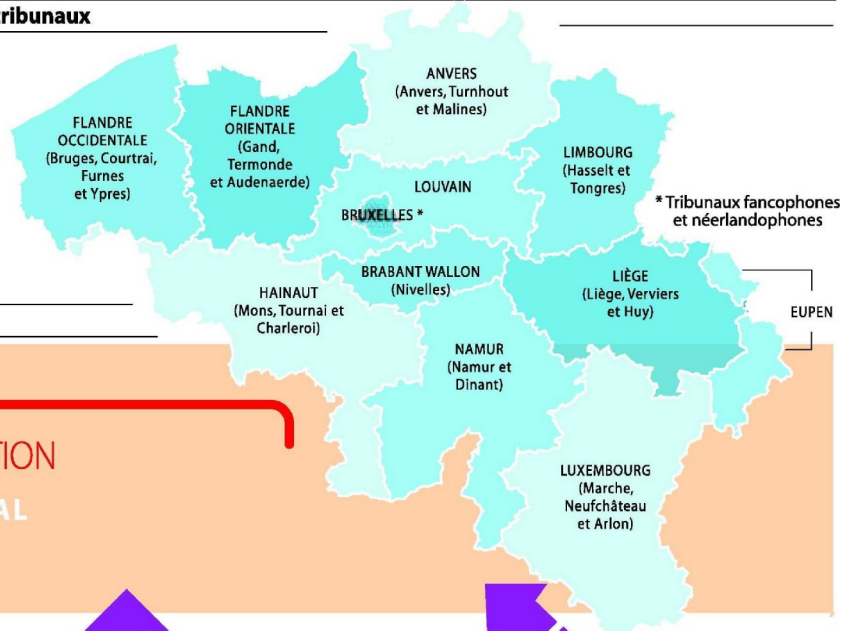 tribunaux
ANVERS
(Anvers, Turnhout
et Malines)
FLANDRE
OCCIDENTALE
(Bruges, Courtrai,
Furnes
et Ypres)
FLANDRE
ORIENTALE
(Gand,
Termonde
et Audenaerde)
LIMBOURG
(Hasselt et
Tongres)
LOUVAIN
BRUXELLES *
* Tribunaux fancophones
et néerlandophones
BRABANT WALLON
(Nivelles)
HAINAUT
(Mons, Tournai et
Charleroi)
LIÈGE
(Liège, Verviers
et Huy)
EUPEN
NAMUR
(Namur et
Dinant)
TION
AL
LUXEMBOURG
(Marche,
Neufchâteau
et Arlon)